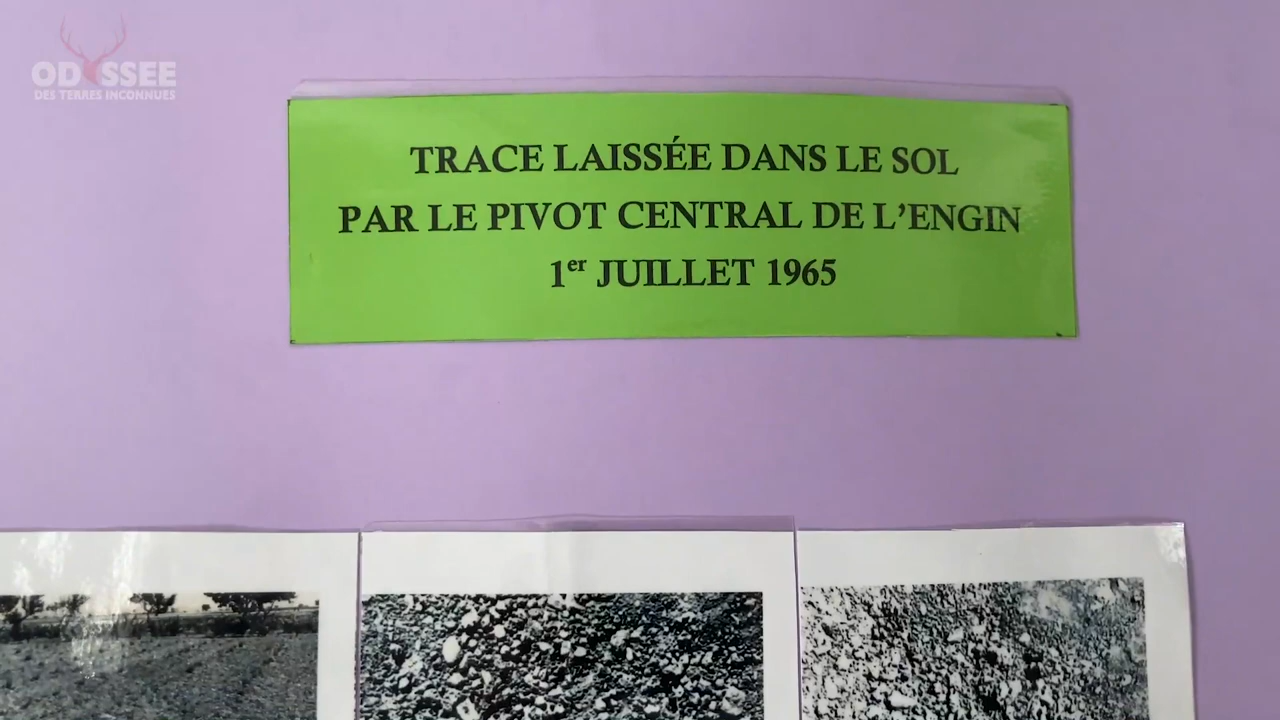 ODYSSEE
DES TERRES INCONNUES
TRACE LAISSÉE DANS LE SOL
PAR LE PIVOT CENTRAL DE L’ENGIN
1er JUILLET 1965